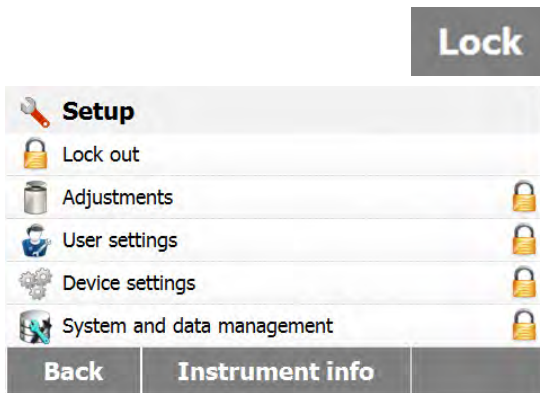 Lock
Setup
Lock out
Adjustments
User settings
Device settings
System and data management
Back Instrument info